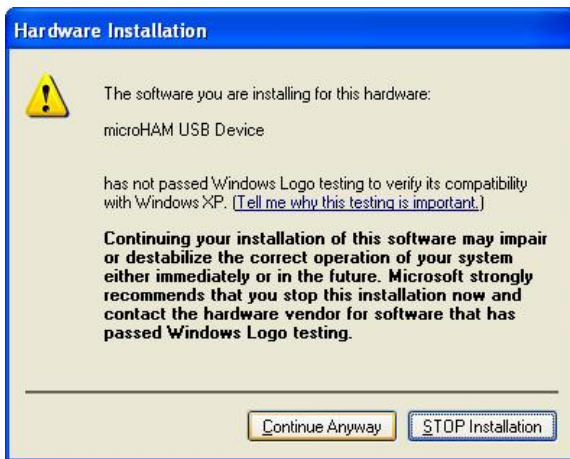 Hardware Installation
The software you are installing for this hardware:
microHAM USB Device
has not passed Windows Logo testing to verify its compatibility
with Windows XP. (Tell me why this testing is important.)
Continuing your installation of this software may impair
or destabilize the correct operation of your system
either immediately or in the future. Microsoft strongly
recommends that you stop this installation now and
contact the hardware vendor for software that has
passed Windows Logo testing.
Continue Anyway STOP Installation